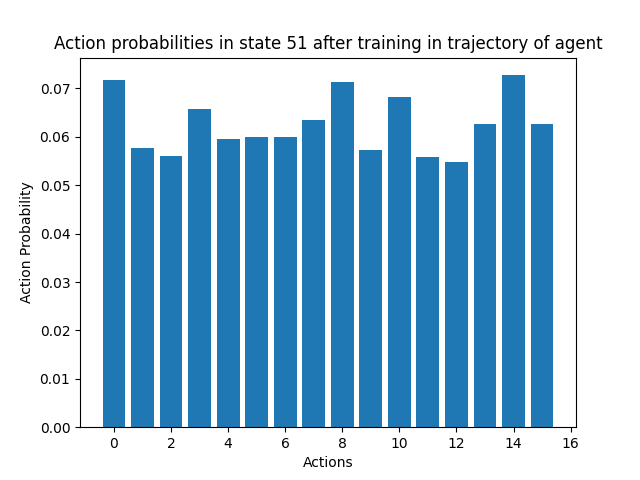 Action probabilities in state 51 after training in trajectory of agent
0.07
0.06
0.05
0.04
0.03
0.02
0.01
0.00
Action Probability
0 2 4 6 8 10 12 14 16
Actions